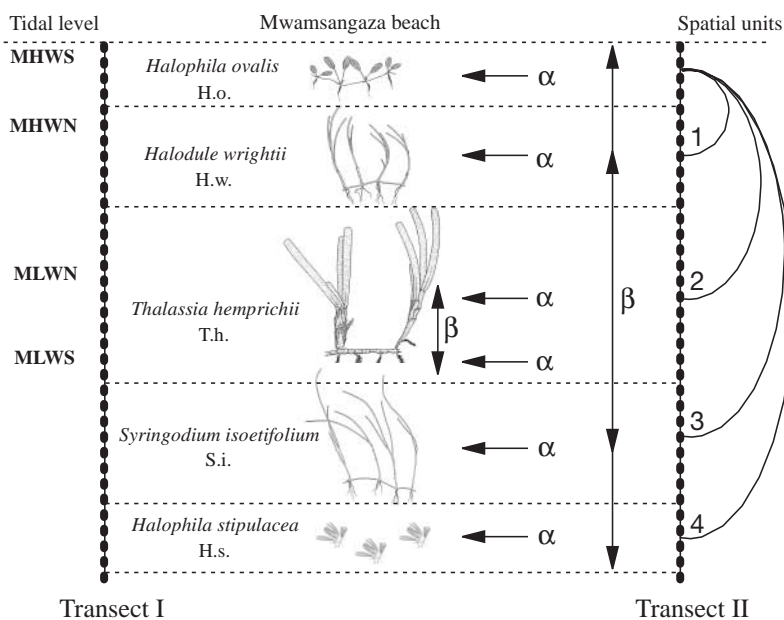 Tidal level
Mwamsangaza beach
Spatial units
MHWS
Halophila ovalis
H.o.
α
MHWN
Halodule wrightii
H.w.
α
1
MLWN
Thalassia hemprichii
T.h.
α
β
β
2
MLWS
α
Syringodium isoetifolium
S.i.
α
3
Halophila stipulacea
H.s.
α
4
Transect I
Transect II